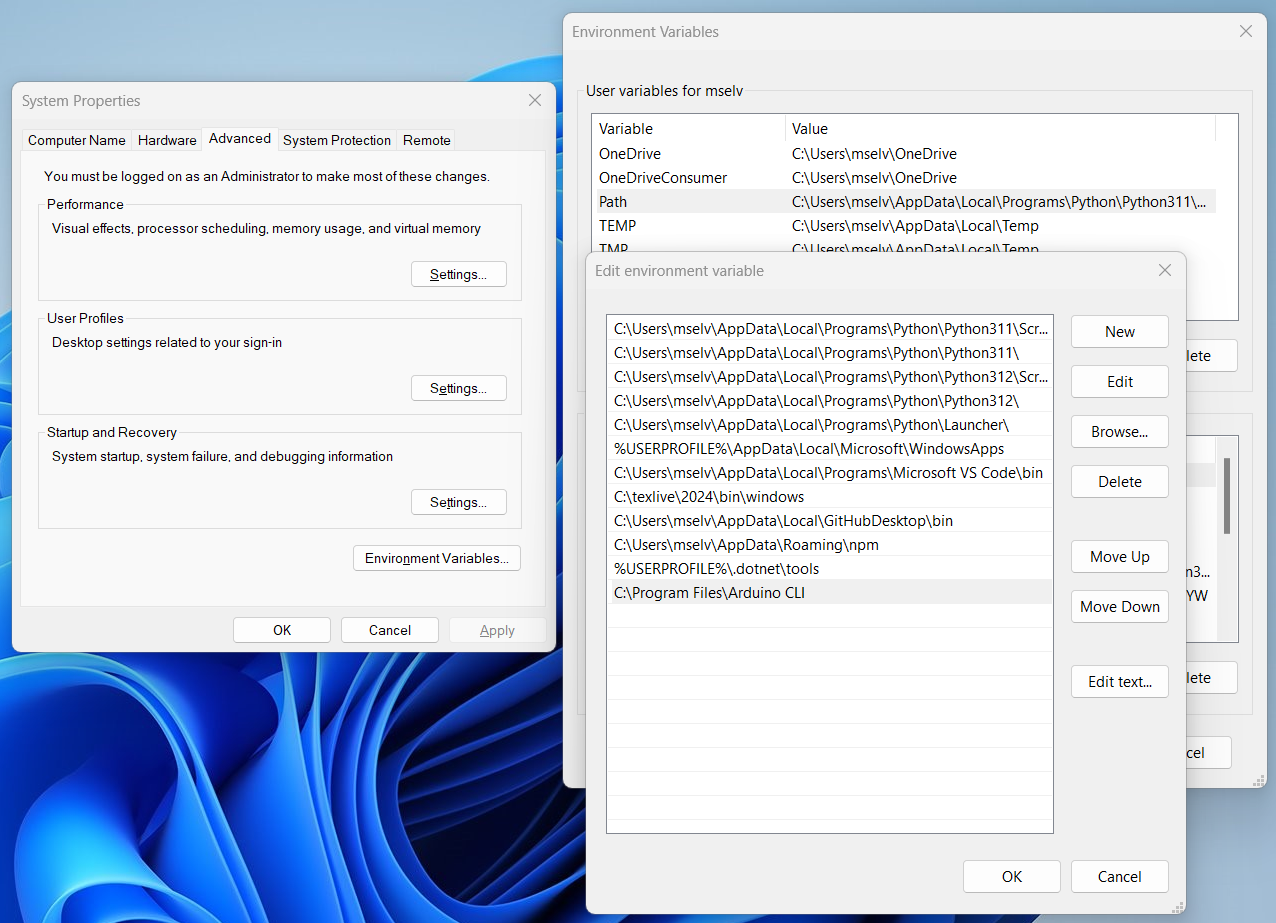 System Properties
Computer Name Hardware Advanced System Protection Remote
You must be logged on as an Administrator to make most of these changes.
Performance
Visual effects, processor scheduling, memory usage, and virtual memory
Settings...
User Profiles
Desktop settings related to your sign-in
Settings...
Startup and Recovery
System startup, system failure, and debugging information
Settings...
Environment Variables...
OK Cancel Apply
Environment Variables
User variables for mselv
Variable Value
OneDrive C:\Users\mselv\OneDrive
OneDriveConsumer C:\Users\mselv\OneDrive
Path C:\Users\mselv\AppData\Local\Programs\Python\Python311\...
TEMP C:\Users\mselv\AppData\Local\Temp
TMP C:\Users\mselv\AppData\Local\Temp
lete
n3...
YW
lete
cel
Edit environment variable
C:\Users\mselv\AppData\Local\Programs\Python\Python311\Scr...
C:\Users\mselv\AppData\Local\Programs\Python\Python311\
C:\Users\mselv\AppData\Local\Programs\Python\Python312\Scr...
C:\Users\mselv\AppData\Local\Programs\Python\Python312\
C:\Users\mselv\AppData\Local\Programs\Python\Launcher\
%USERPROFILE%\AppData\Local\Microsoft\WindowsApps
C:\Users\mselv\AppData\Local\Programs\Microsoft VS Code\bin
C:\texlive\2024\bin\windows
C:\Users\mselv\AppData\Local\GitHubDesktop\bin
C:\Users\mselv\AppData\Roaming\npm
%USERPROFILE%\.dotnet\tools
C:\Program Files\Arduino CLI
New
Edit
Browse...
Delete
Move Up
Move Down
Edit text...
OK Cancel